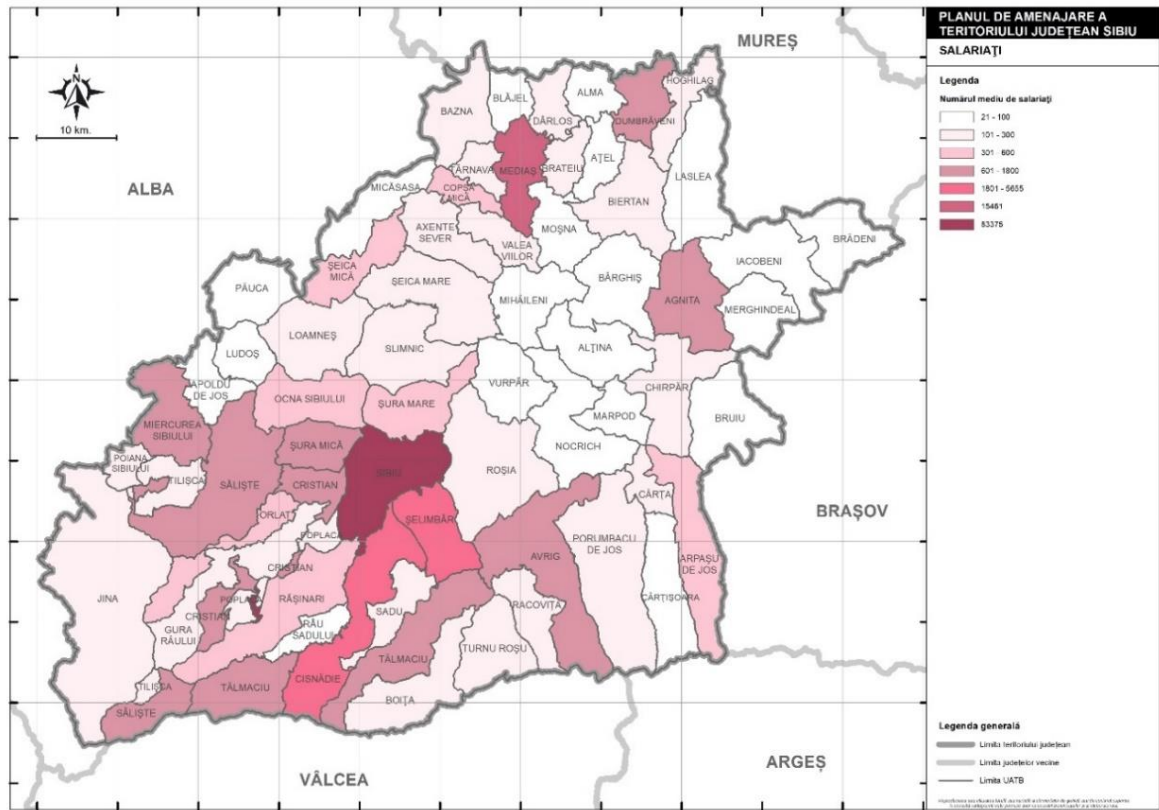 PLANUL DE AMENAJARE A
TERITORIULUI JUDEȚEAN SIBIU
SALARIAȚI
Legenda
Numărul mediu de salariați
21 - 100
101 - 300
301 - 600
601 - 1800
1801 - 5655
15481
53375
N
10 km.
MUREȘ
ALBA
BRAȘOV
ARGEȘ
VÂLCEA
HOGHILAG
BLĂJEL
ALMA
BAZNA
DÂRLOS
DUMBRĂVENI
AȚEL
TÂRNAVA
MEDIAȘ
BRATEIU
LASLEA
MICĂSASA
COPȘA
MICĂ
BIERTAN
AXENTE
SEVER
MOȘNA
VALEA
VIILOR
BRĂDENI
IACOBENI
ȘEICA
MICĂ
BÂRGHIȘ
ȘEICA MARE
PĂUCA
MIHĂILENI
AGNITA
MERGHINDEAL
LOAMNEȘ
SLIMNIC
ALȚINA
LUDOȘ
VURPĂR
APOLDU
DE JOS
CHIRPĂR
OCNA SIBIULUI
ȘURA MARE
MARPOD
BRUIU
MIERCUREA
SIBIULUI
ȘURA MICĂ
NOCRICH
POIANA
SIBIULUI
SIBIU
ROȘIA
TILIȘCA
SĂLIȘTE
CRISTIAN
CÂRȚA
ORLAT
ȘELIMBĂR
POPLACA
PORUMBACU
DE JOS
AVRIG
ARPAȘU
DE JOS
CRISTIAN
JINA
POPLACA
RĂȘINARI
CÂRȚIȘOARA
RACOVIȚA
SADU
CRISTIAN
RÂU
SADULUI
GURA
RÂULUI
TURNU ROȘU
TĂLMACIU
CISNĂDIE
TILIȘCA
TĂLMACIU
BOIȚA
SĂLIȘTE
Legenda generală
Limita teritoriului județean
Limita județelor vecine
Limita UATB